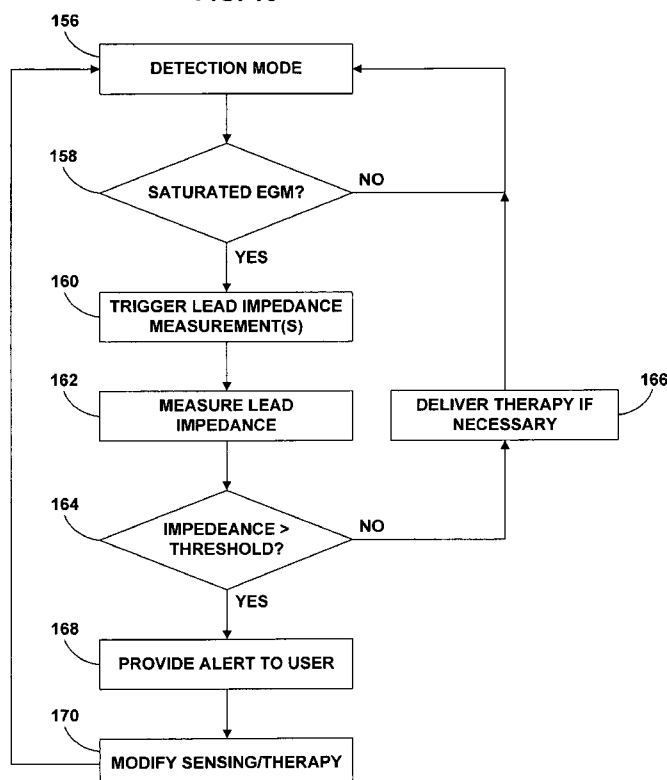 156
DETECTION MODE
158
SATURATED EGM?
NO
YES
160
TRIGGER LEAD IMPEDANCE
MEASUREMENT(S)
162
MEASURE LEAD
IMPEDANCE
166
DELIVER THERAPY IF
NECESSARY
164
IMPEDEANCE >
THRESHOLD?
NO
YES
168
PROVIDE ALERT TO USER
170
MODIFY SENSING/THERAPY